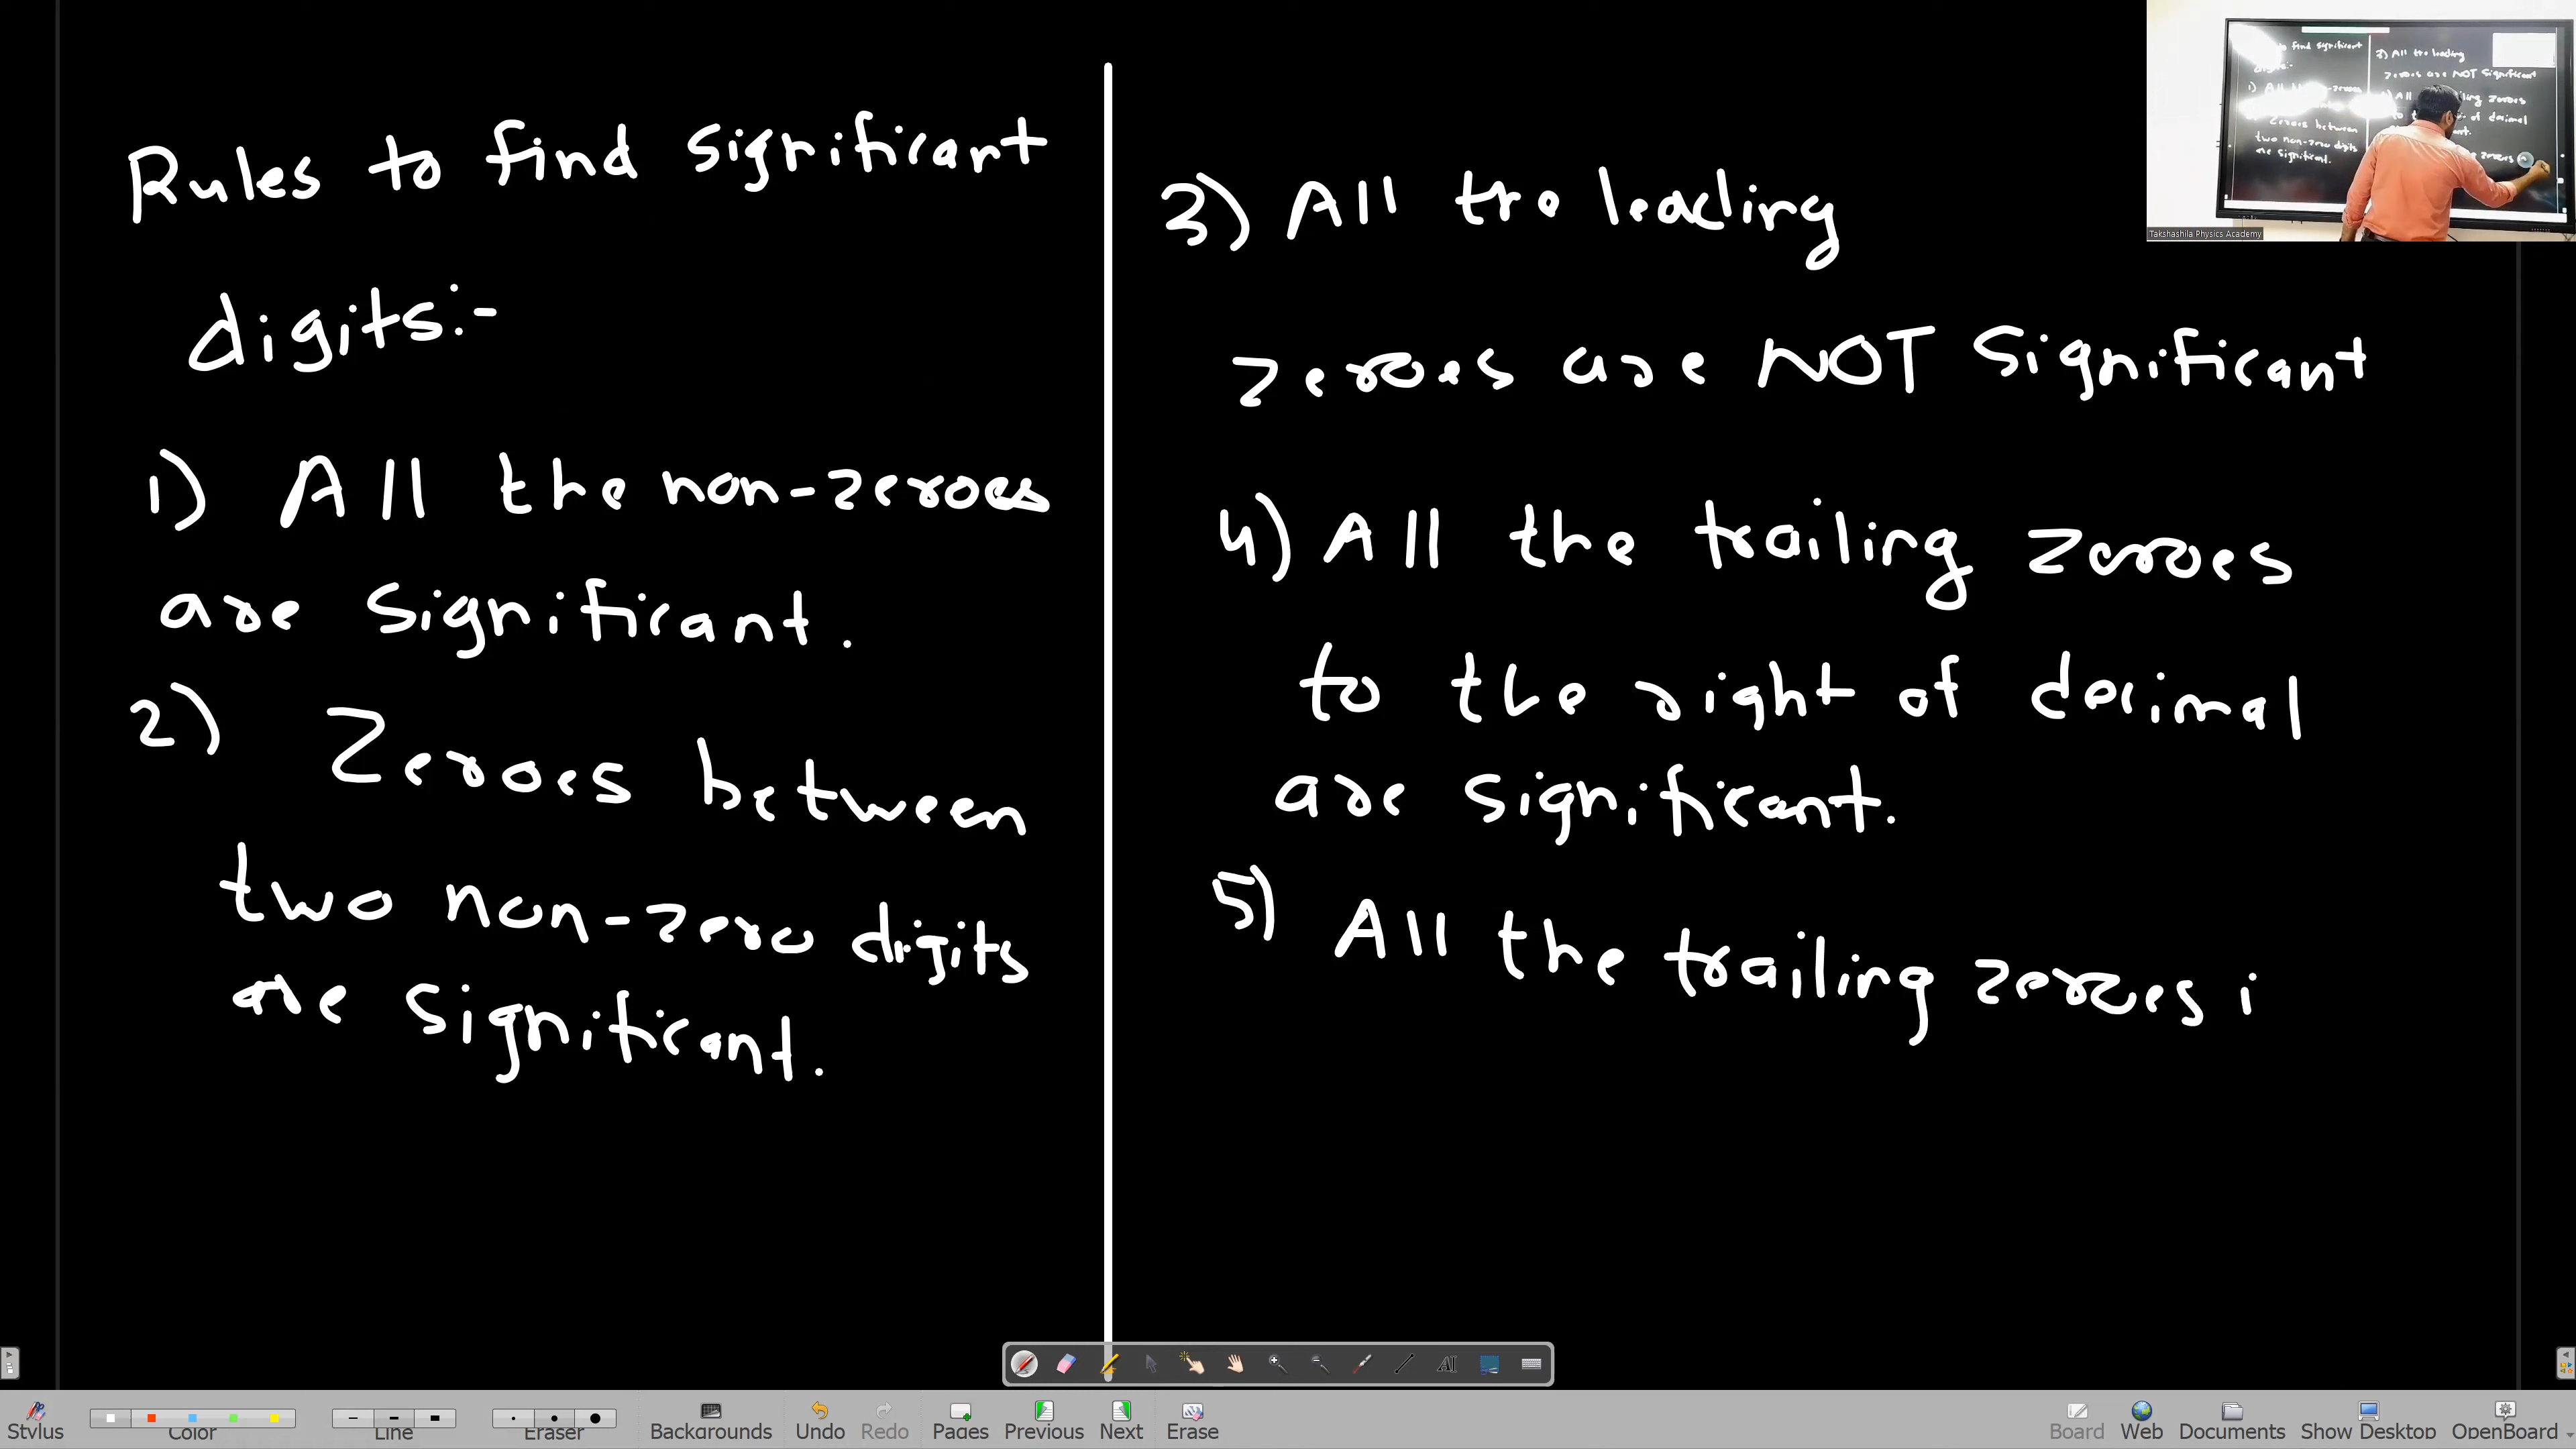 Rules to find significant
digits:-
1) All the non-zeroes
are significant.
2) Zeroes between
two non-zero digits
are significant.
3) All the leading
zeroes are NOT Significant
4) All the trailing zeroes
to the right of decimal
are significant.
5) All the trailing zeroes i
Takshashila Physics Academy
Stylus
Color
Line
Eraser
Backgrounds
Undo
Redo
Pages
Previous
Next
Erase
Board
Web
Documents
Show Desktop
OpenBoard